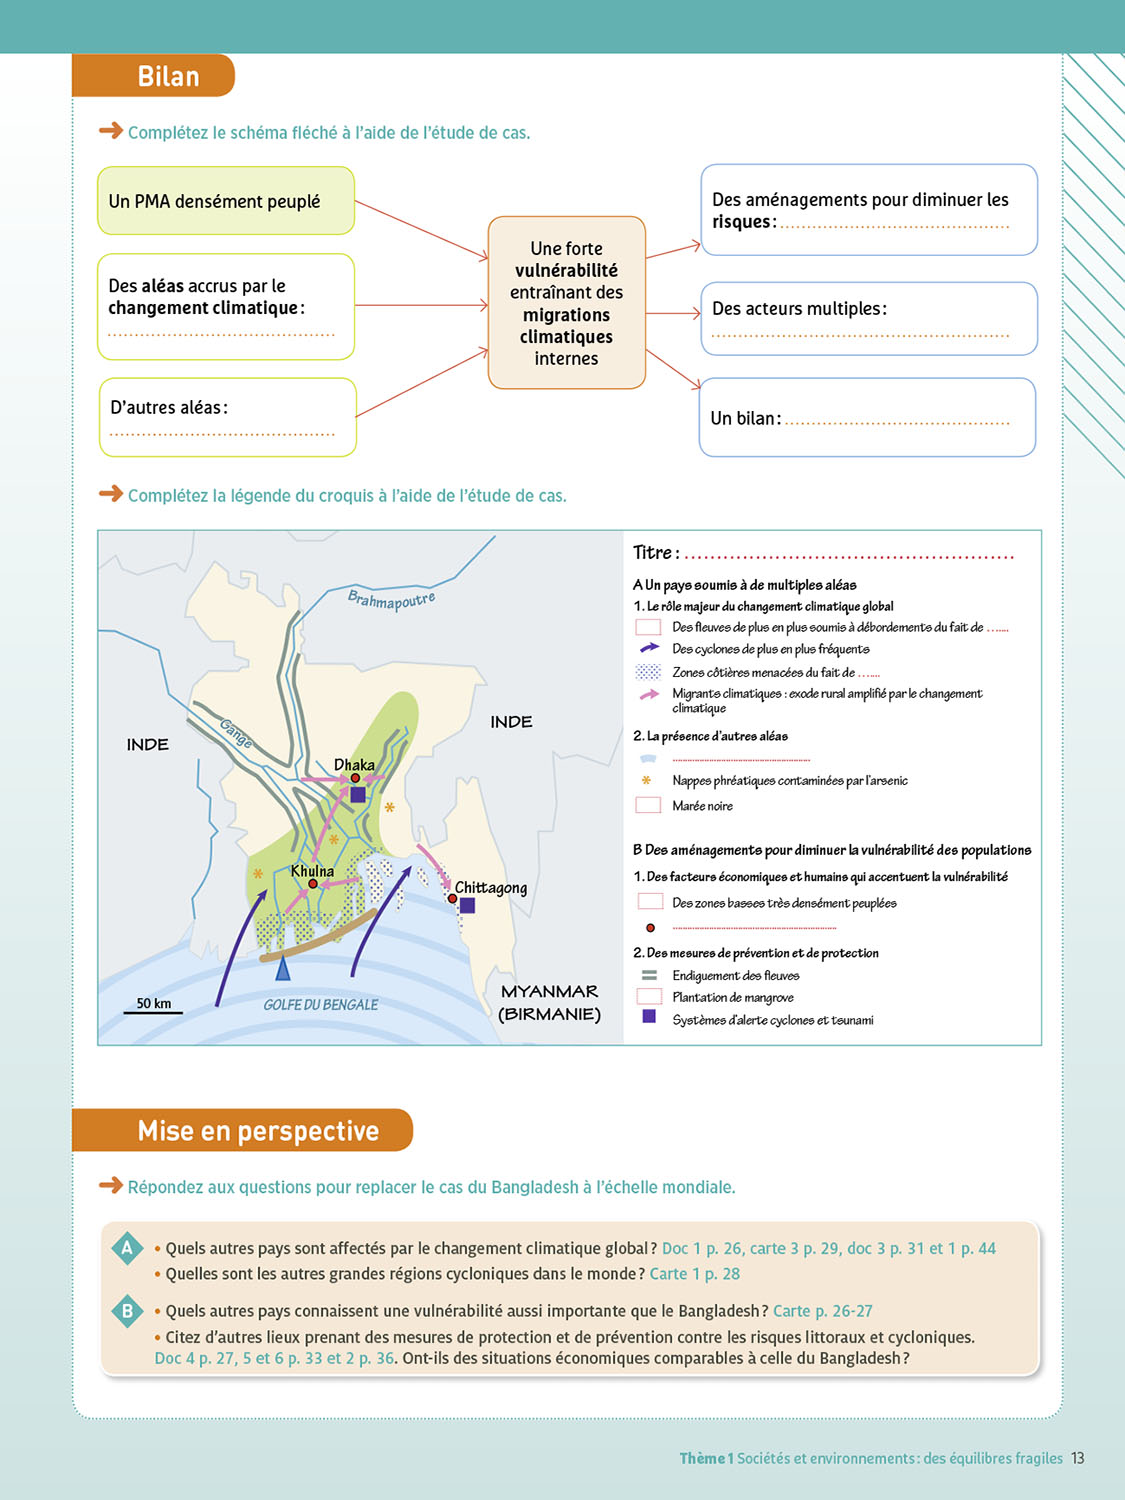 Bilan
➔ Complétez le schéma fléché à l'aide de l'étude de cas.
Un PMA densément peuplé
Des aléas accrus par le
changement climatique :
D'autres aléas :
Une forte
vulnérabilité
entraînant des
migrations
climatiques
internes
Des aménagements pour diminuer les
risques :
Des acteurs multiples :
Un bilan :
➔ Complétez la légende du croquis à l'aide de l'étude de cas.
Brahmapoutre
Gange
INDE
INDE
Dhaka
Khulna
Chittagong
50 km
GOLFE DU BENGALE
MYANMAR
(BIRMANIE)
Titre :
A Un pays soumis à de multiples aléas
1. Le rôle majeur du changement climatique global
Des fleuves de plus en plus soumis à débordements du fait de .......
Des cyclones de plus en plus fréquents
Zones côtières menacées du fait de .......
Migrants climatiques : exode rural amplifié par le changement
climatique
2. La présence d'autres aléas
Nappes phréatiques contaminées par l'arsenic
Marée noire
B Des aménagements pour diminuer la vulnérabilité des populations
1. Des facteurs économiques et humains qui accentuent la vulnérabilité
Des zones basses très densément peuplées
2. Des mesures de prévention et de protection
Endiguement des fleuves
Plantation de mangrove
Systèmes d'alerte cyclones et tsunami
Mise en perspective
➔ Répondez aux questions pour replacer le cas du Bangladesh à l'échelle mondiale.
A • Quels autres pays sont affectés par le changement climatique global ? Doc 1 p. 26, carte 3 p. 29, doc 3 p. 31 et 1 p. 44
• Quelles sont les autres grandes régions cycloniques dans le monde ? Carte 1 p. 28
B • Quels autres pays connaissent une vulnérabilité aussi importante que le Bangladesh ? Carte p. 26-27
• Citez d'autres lieux prenant des mesures de protection et de prévention contre les risques littoraux et cycloniques.
Doc 4 p. 27, 5 et 6 p. 33 et 2 p. 36. Ont-ils des situations économiques comparables à celle du Bangladesh ?
Thème 1 Sociétés et environnements : des équilibres fragiles 13